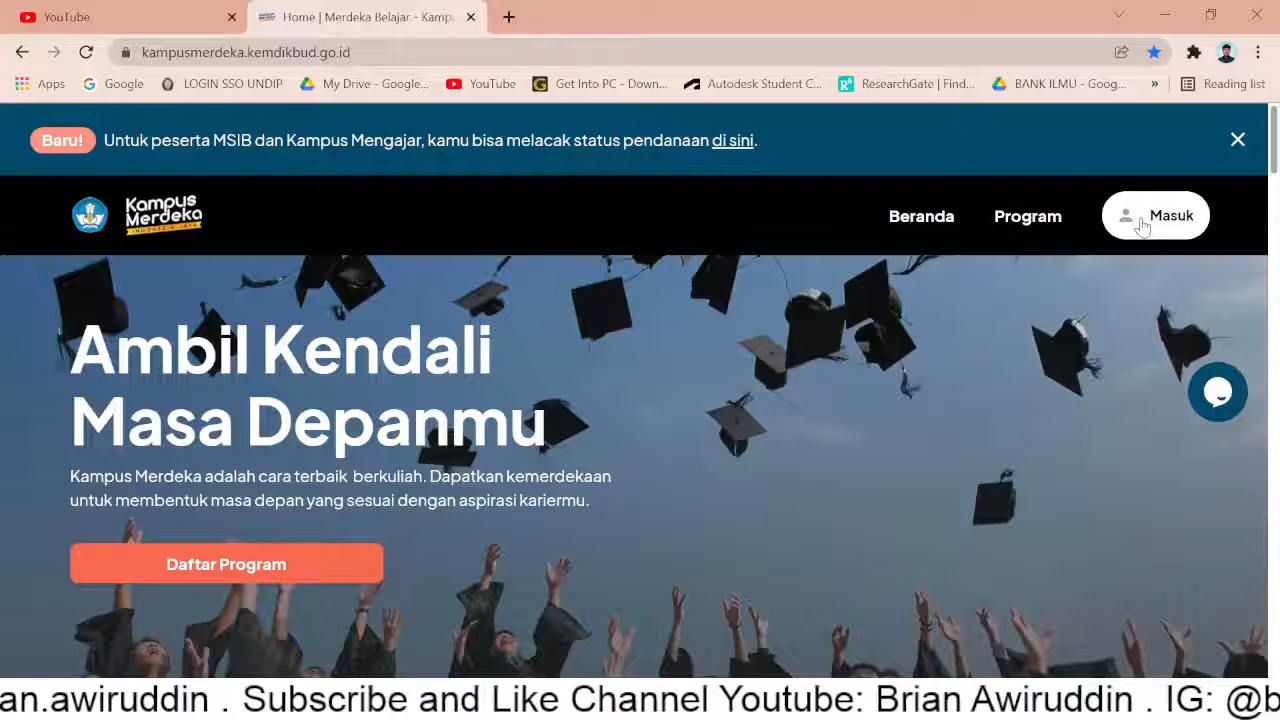 YouTube
Home | Merdeka Belajar - Kampu
kampusmerdeka.kemdikbud.go.id
Apps
Google
LOGIN SSO UNDIP
My Drive - Google...
YouTube
Get Into PC - Down...
Autodesk Student C...
ResearchGate | Find...
BANK ILMU - Goog...
»
Reading list
Baru! Untuk peserta MSIB dan Kampus Mengajar, kamu bisa melacak status pendanaan di sini.
Kampus
Merdeka
INDONESIA JAYA
Beranda
Program
Masuk
Ambil Kendali
Masa Depanmu
Kampus Merdeka adalah cara terbaik berkuliah. Dapatkan kemerdekaan
untuk membentuk masa depan yang sesuai dengan aspirasi kariermu.
Daftar Program
an.awiruddin . Subscribe and Like Channel Youtube: Brian Awiruddin . IG: @b